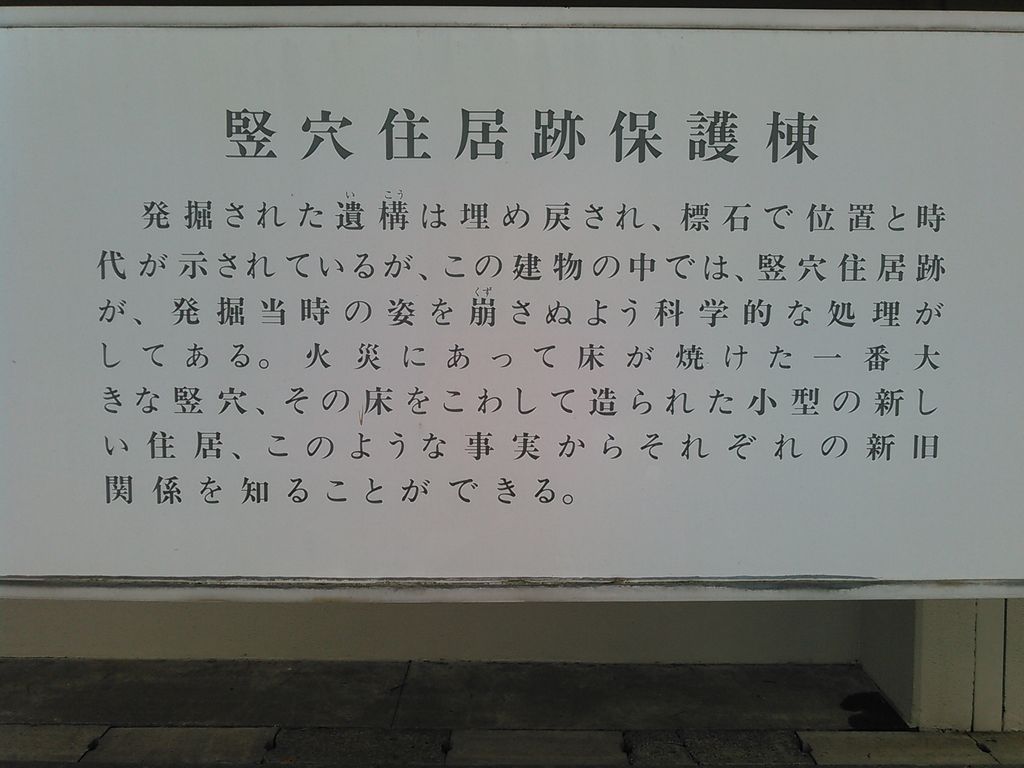 竪穴住居跡保護棟
発掘された遺構は埋め戻され、標石で位置と時
代が示されているが、この建物の中では、竪穴住居跡
が、発掘当時の姿を崩さぬよう科学的な処理が
してある。火災にあって床が焼けた一番大
きな竪穴、その床をこわして造られた小型の新し
い住居、このような事実からそれぞれの新旧
関係を知ることができる。